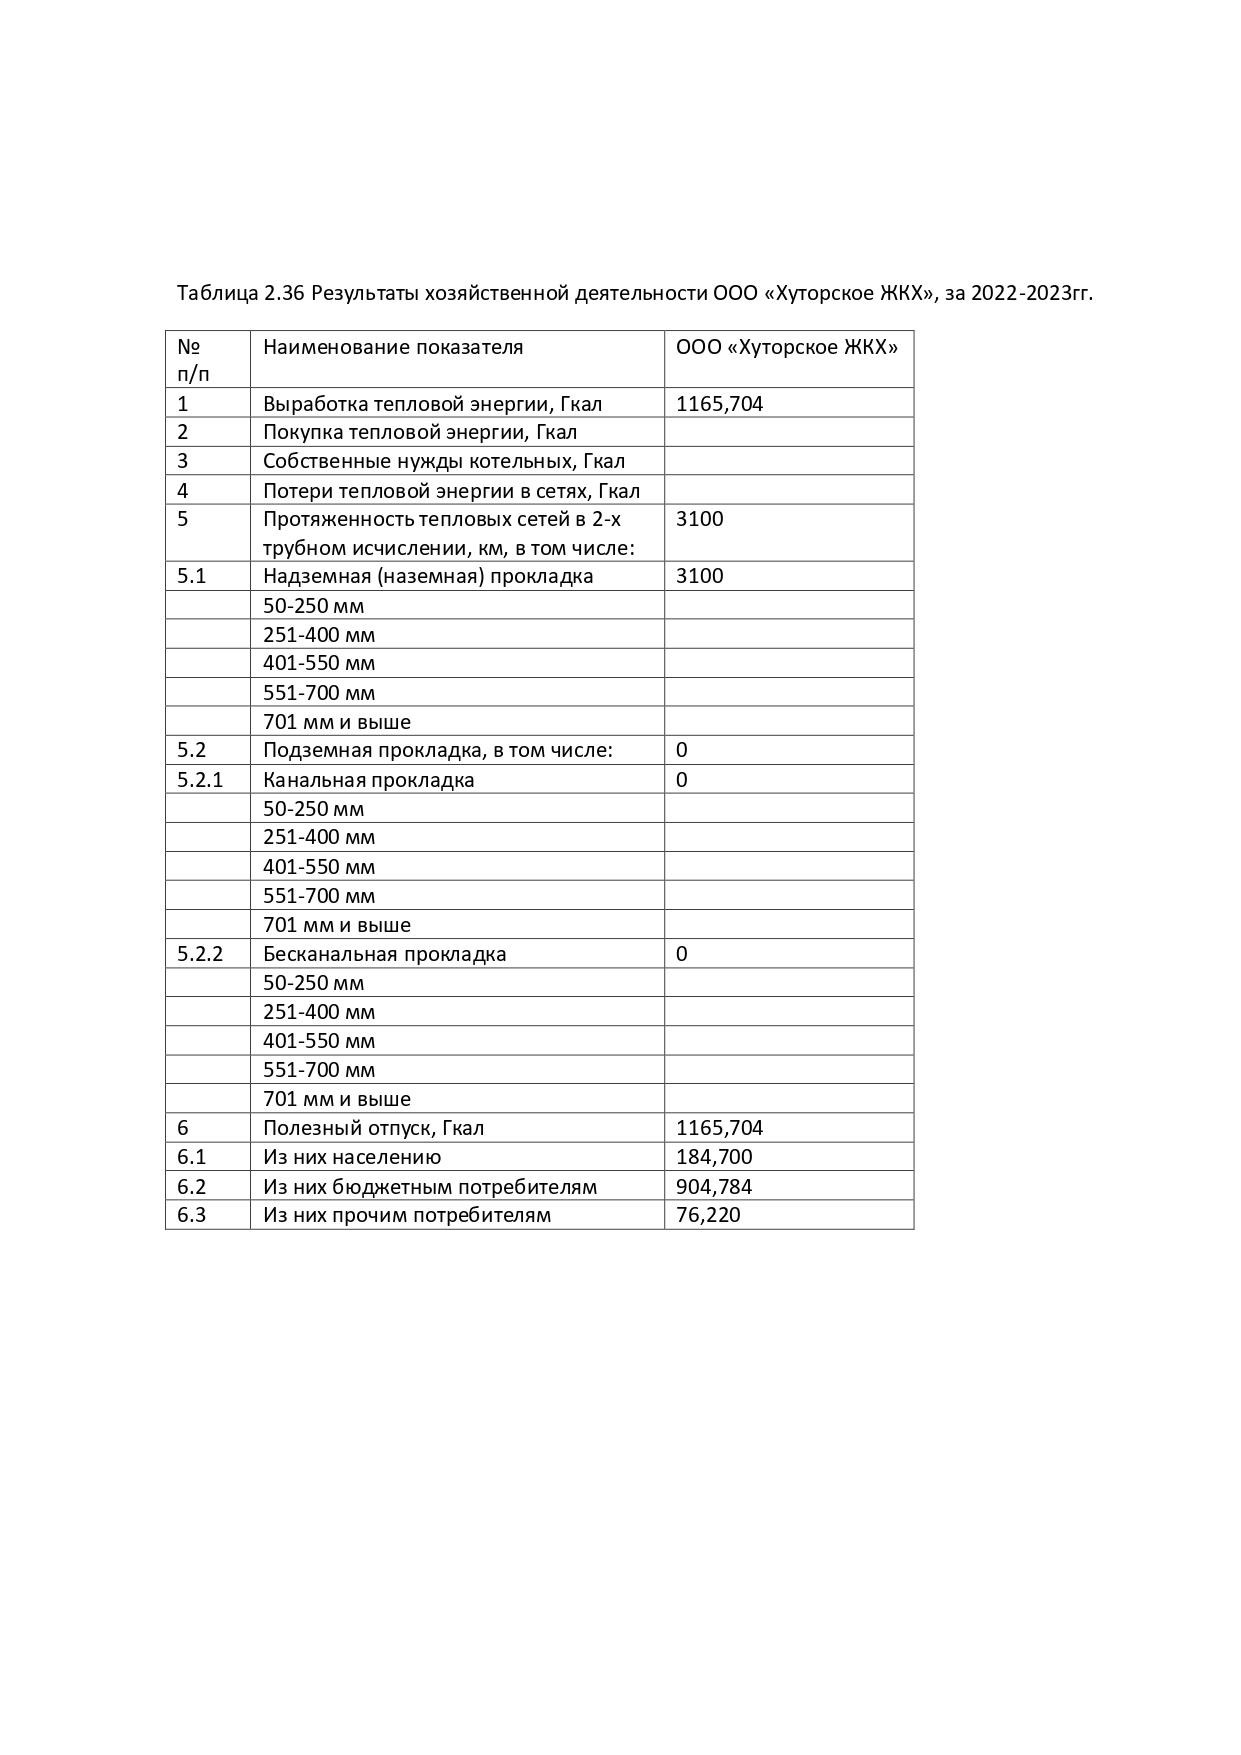 Таблица 2.36 Результаты хозяйственной деятельности ООО «Хуторское ЖКХ», за 2022-2023гг.
№ п/п Наименование показателя ООО «Хуторское ЖКХ»
1 Выработка тепловой энергии, Гкал 1165,704
2 Покупка тепловой энергии, Гкал
3 Собственные нужды котельных, Гкал
4 Потери тепловой энергии в сетях, Гкал
5 Протяженность тепловых сетей в 2-х 3100
трубном исчислении, км, в том числе:
5.1 Надземная (наземная) прокладка 3100
50-250 мм
251-400 мм
401-550 мм
551-700 мм
701 мм и выше
5.2 Подземная прокладка, в том числе: 0
5.2.1 Канальная прокладка 0
50-250 мм
251-400 мм
401-550 мм
551-700 мм
701 мм и выше
5.2.2 Бесканальная прокладка 0
50-250 мм
251-400 мм
401-550 мм
551-700 мм
701 мм и выше
6 Полезный отпуск, Гкал 1165,704
6.1 Из них населению 184,700
6.2 Из них бюджетным потребителям 904,784
6.3 Из них прочим потребителям 76,220